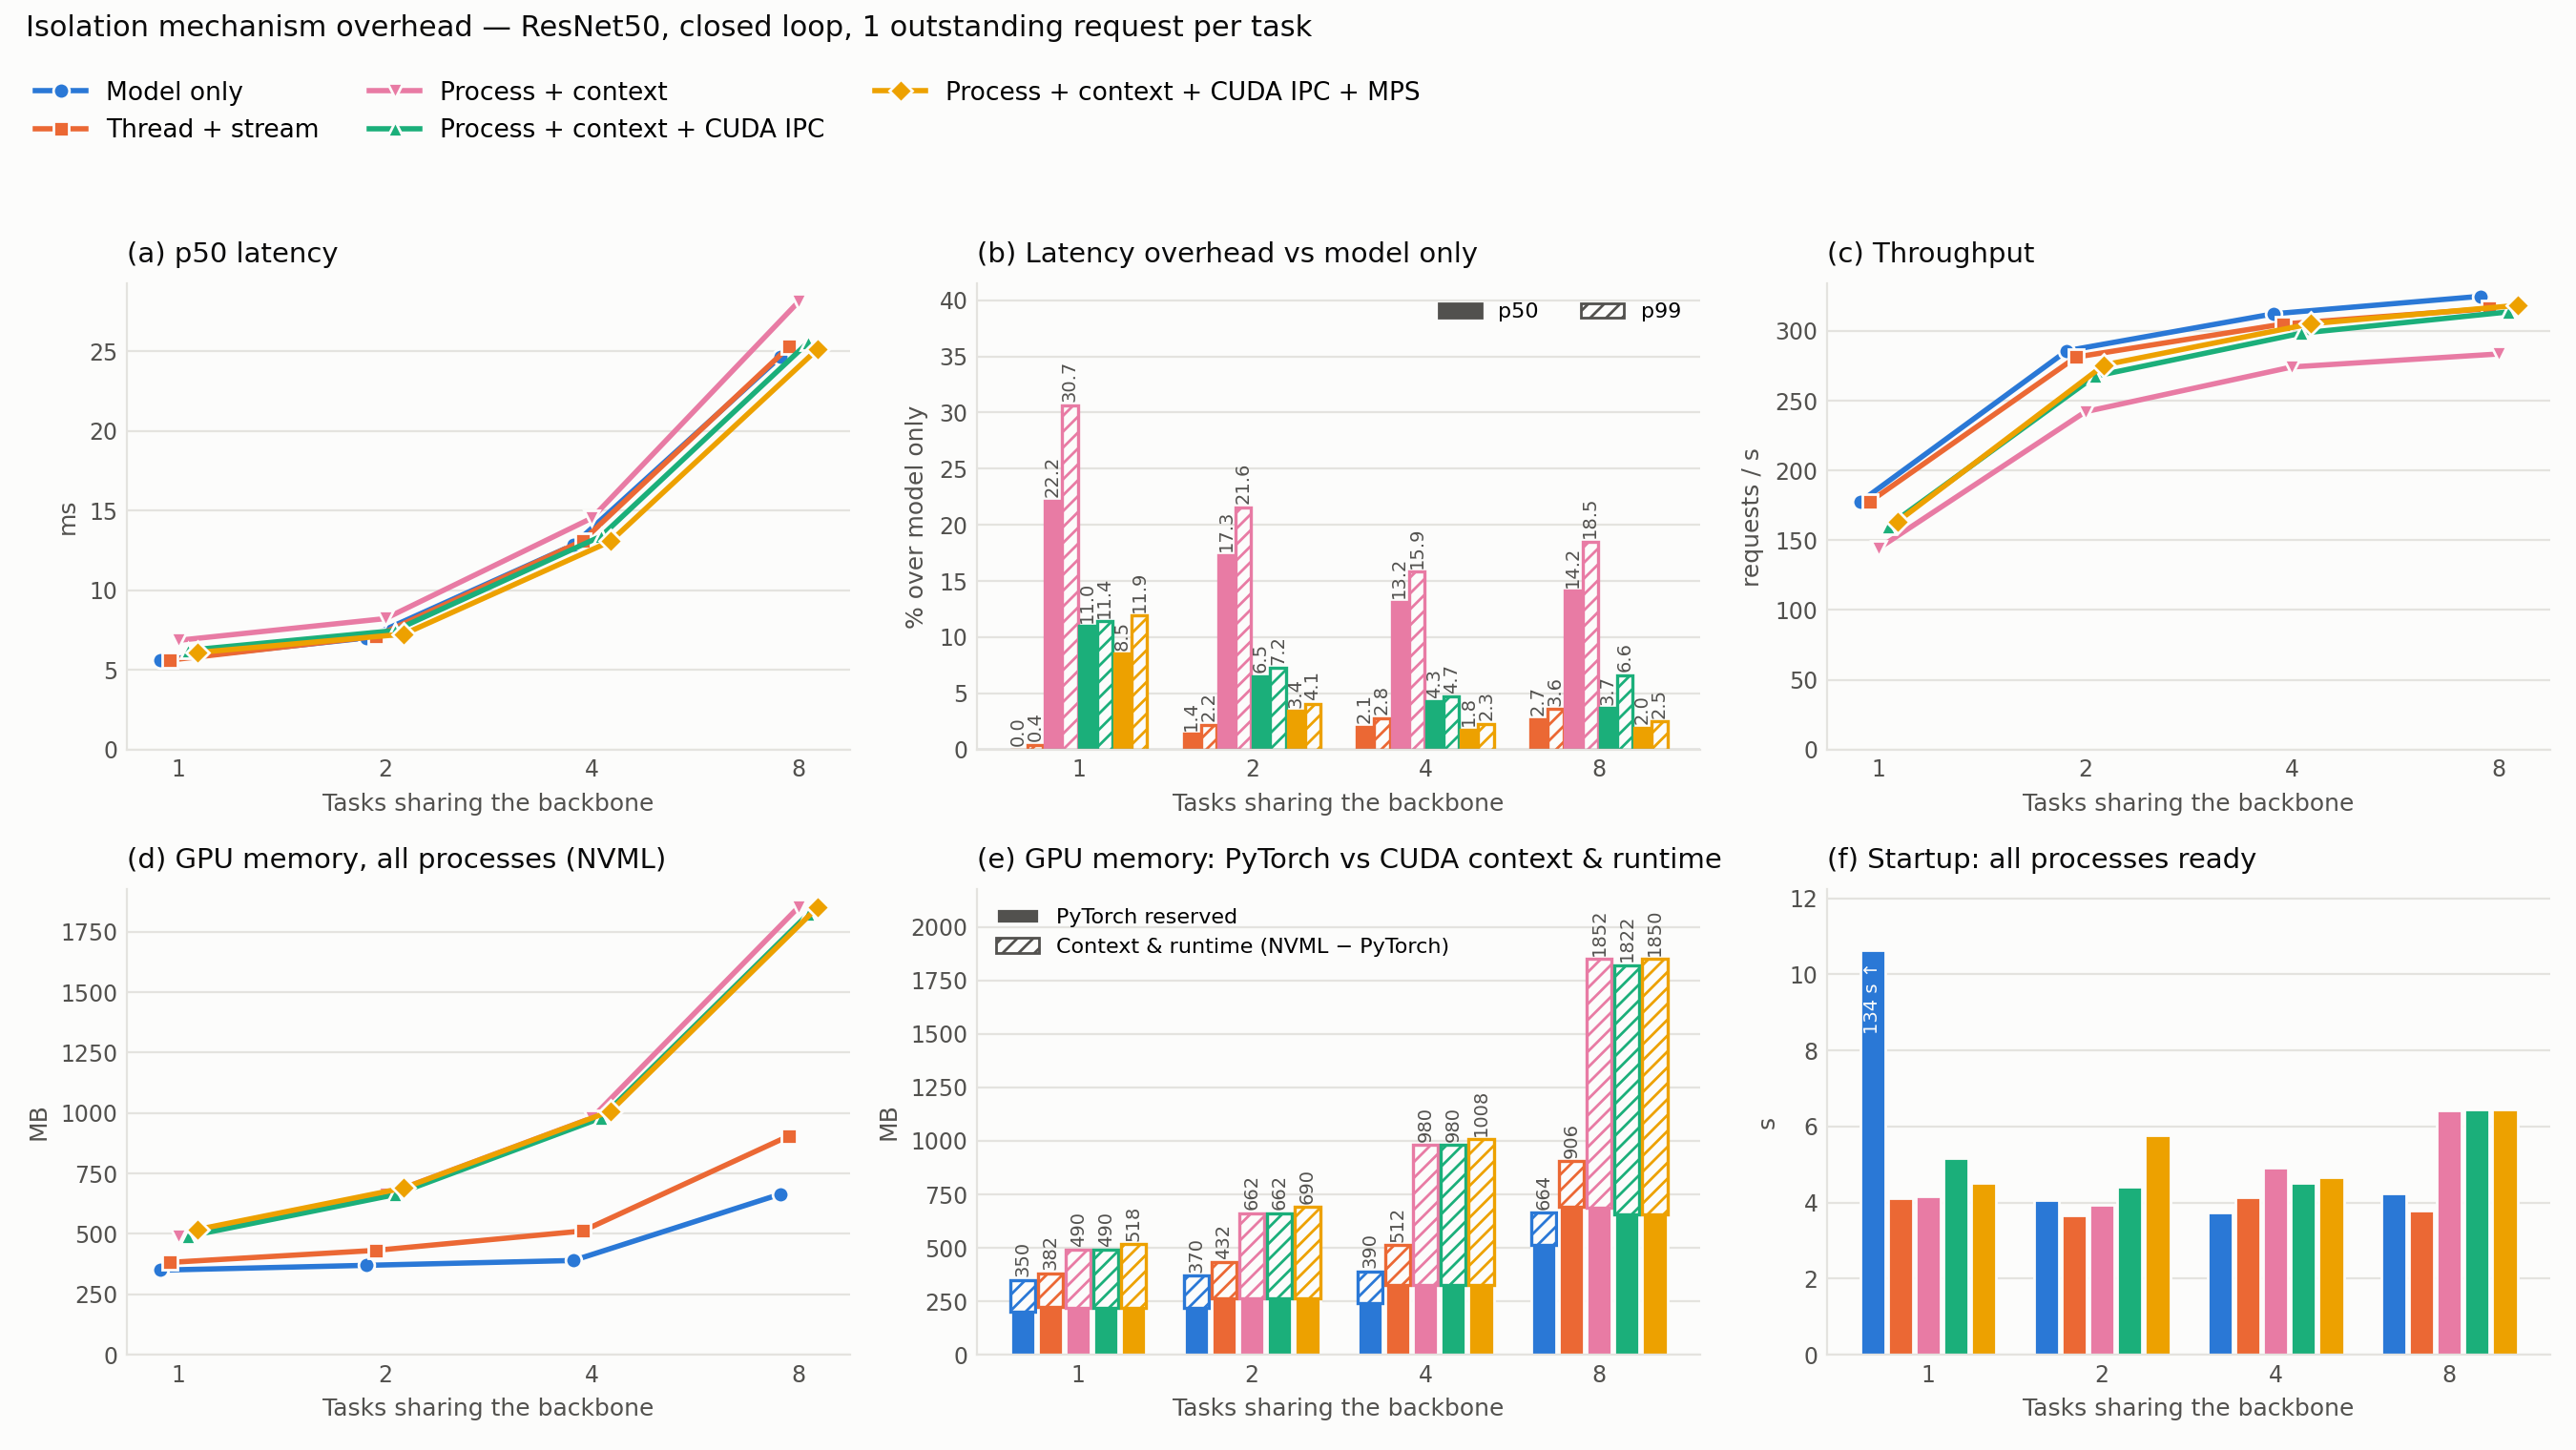 Isolation mechanism overhead — ResNet50, closed loop, 1 outstanding request per task
Model only
Process + context
Process + context + CUDA IPC + MPS
Thread + stream
Process + context + CUDA IPC
(a) p50 latency
ms
25
20
15
10
5
0
1 2 4 8
Tasks sharing the backbone
(b) Latency overhead vs model only
p50 p99
% over model only
40
35
30
25
20
15
10
5
0
0.0 0.4 22.2 30.7 11.0 11.4 8.5 11.9
1.4 2.2 17.3 21.6 6.5 7.2 3.4 4.1
2.1 2.8 13.2 15.9 4.3 4.7 1.8 2.3
2.7 3.6 14.2 18.5 3.7 6.6 2.0 2.5
1 2 4 8
Tasks sharing the backbone
(c) Throughput
requests / s
300
250
200
150
100
50
0
1 2 4 8
Tasks sharing the backbone
(d) GPU memory, all processes (NVML)
MB
1750
1500
1250
1000
750
500
250
0
1 2 4 8
Tasks sharing the backbone
(e) GPU memory: PyTorch vs CUDA context & runtime
PyTorch reserved
Context & runtime (NVML − PyTorch)
MB
2000
1750
1500
1250
1000
750
500
250
0
350 382 490 490 518
370 432 662 662 690
390 512 980 980 1008
664 906 1852 1822 1850
1 2 4 8
Tasks sharing the backbone
(f) Startup: all processes ready
s
12
10
8
6
4
2
0
134 s ↑
1 2 4 8
Tasks sharing the backbone